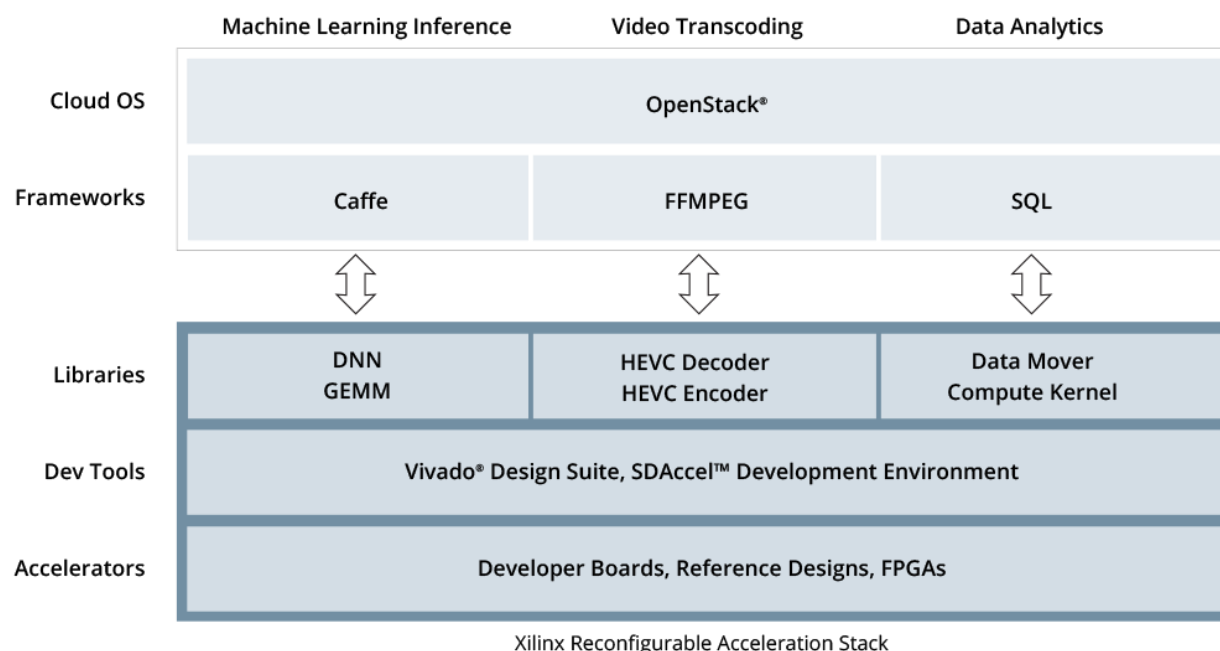 Machine Learning Inference Video Transcoding Data Analytics
Cloud OS OpenStack®
Frameworks Caffe FFMPEG SQL
Libraries
DNN
GEMM
HEVC Decoder
HEVC Encoder
Data Mover
Compute Kernel
Dev Tools Vivado® Design Suite, SDAccel™ Development Environment
Accelerators Developer Boards, Reference Designs, FPGAs
Xilinx Reconfigurable Acceleration Stack